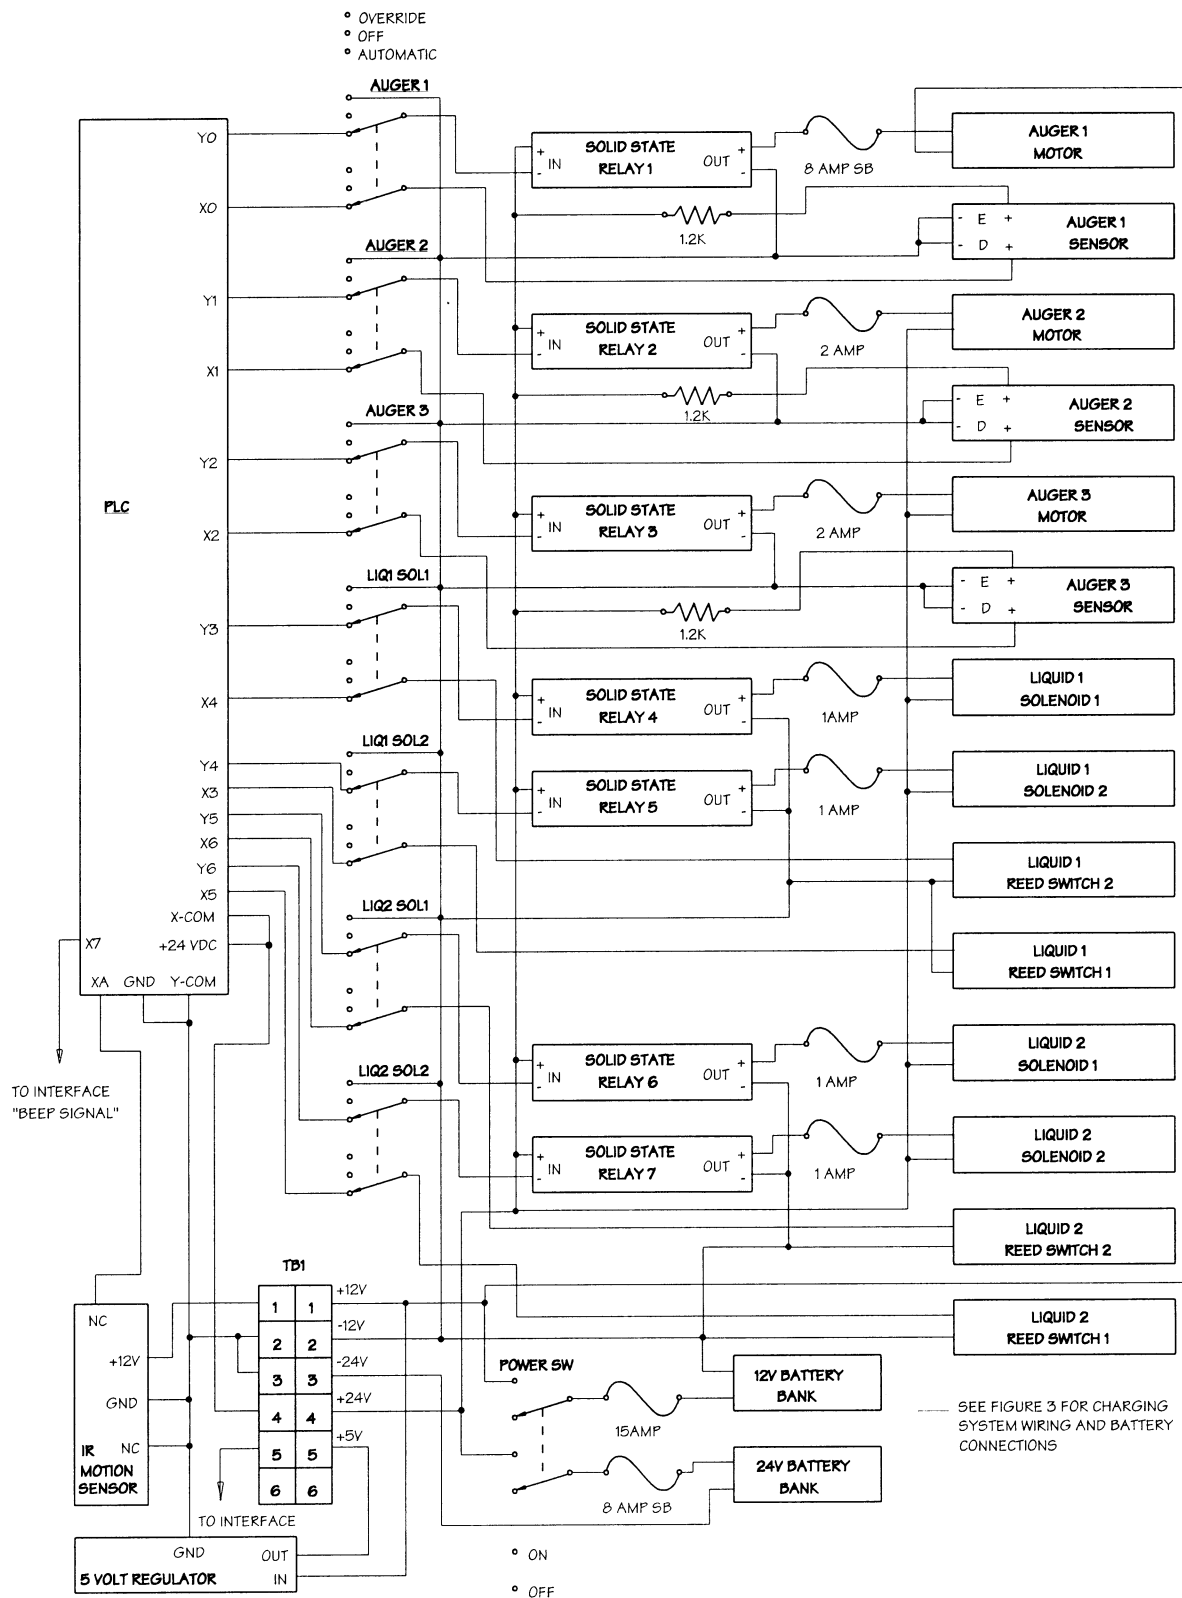 OVERRIDE
OFF
AUTOMATIC
AUGER 1
Y0
X0
SOLID STATE
RELAY 1
+ IN -
OUT + -
8 AMP SB
AUGER 1
MOTOR
1.2K
- E +
- D +
AUGER 1
SENSOR
AUGER 2
Y1
X1
SOLID STATE
RELAY 2
+ IN -
OUT + -
2 AMP
AUGER 2
MOTOR
1.2K
- E +
- D +
AUGER 2
SENSOR
AUGER 3
Y2
X2
PLC
SOLID STATE
RELAY 3
+ IN -
OUT + -
2 AMP
AUGER 3
MOTOR
1.2K
- E +
- D +
AUGER 3
SENSOR
LIQ1 SOL1
Y3
X4
SOLID STATE
RELAY 4
+ IN -
OUT + -
1AMP
LIQUID 1
SOLENOID 1
LIQ1 SOL2
Y4
X3
Y5
X6
Y6
X5
X-COM
+24 VDC
X7
XA GND Y-COM
SOLID STATE
RELAY 5
+ IN -
OUT + -
1 AMP
LIQUID 1
SOLENOID 2
LIQUID 1
REED SWITCH 2
LIQ2 SOL1
LIQUID 1
REED SWITCH 1
TO INTERFACE
"BEEP SIGNAL"
SOLID STATE
RELAY 6
+ IN -
OUT + -
1 AMP
LIQUID 2
SOLENOID 1
LIQ2 SOL2
SOLID STATE
RELAY 7
+ IN -
OUT + -
1 AMP
LIQUID 2
SOLENOID 2
LIQUID 2
REED SWITCH 2
LIQUID 2
REED SWITCH 1
TB1
1 1 +12V
2 2 -12V
3 3 -24V
4 4 +24V
5 5 +5V
6 6
NC
+12V
GND
NC
IR
MOTION
SENSOR
TO INTERFACE
POWER SW
15AMP
12V BATTERY
BANK
8 AMP SB
24V BATTERY
BANK
SEE FIGURE 3 FOR CHARGING
SYSTEM WIRING AND BATTERY
CONNECTIONS
GND OUT
5 VOLT REGULATOR IN
ON
OFF